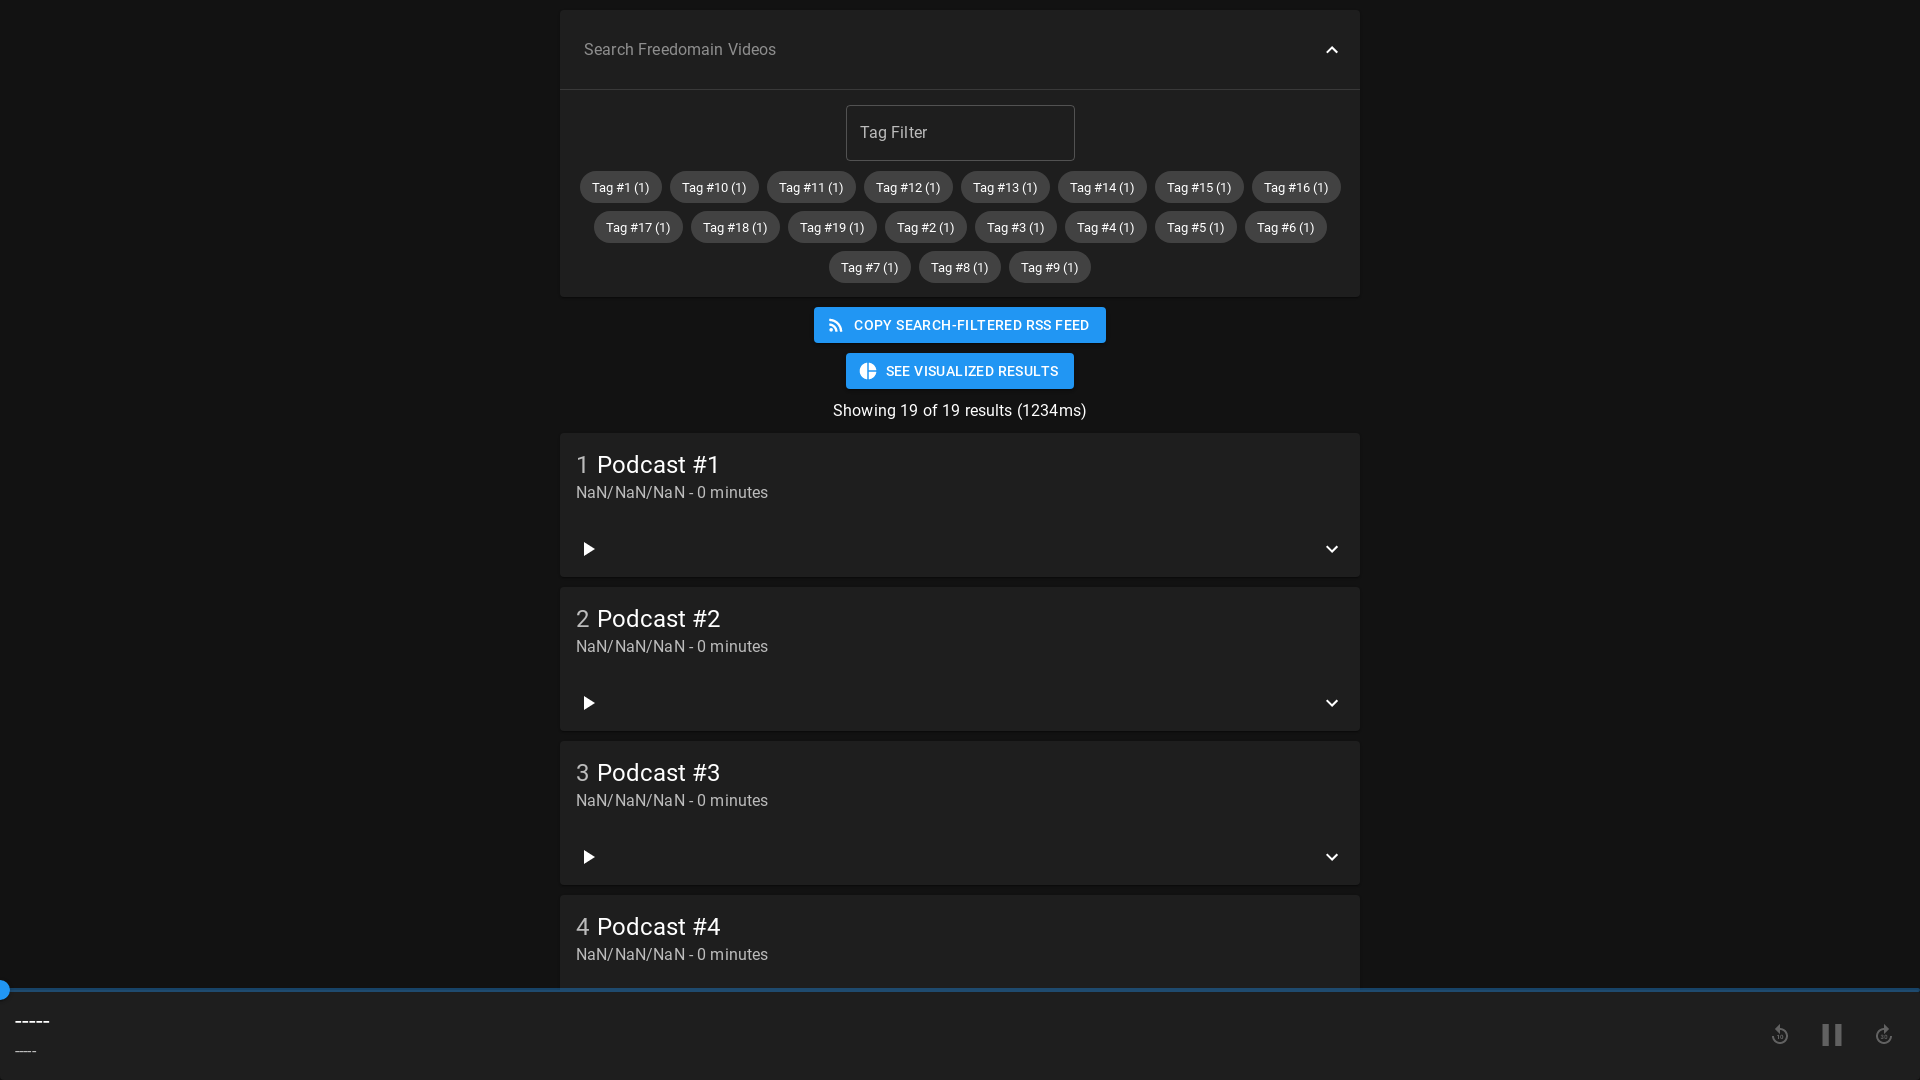 Search Freedomain Videos
Tag Filter
Tag #1 (1) Tag #10 (1) Tag #11 (1) Tag #12 (1) Tag #13 (1) Tag #14 (1) Tag #15 (1) Tag #16 (1)
Tag #17 (1) Tag #18 (1) Tag #19 (1) Tag #2 (1) Tag #3 (1) Tag #4 (1) Tag #5 (1) Tag #6 (1)
Tag #7 (1) Tag #8 (1) Tag #9 (1)
COPY SEARCH-FILTERED RSS FEED
SEE VISUALIZED RESULTS
Showing 19 of 19 results (1234ms)
1 Podcast #1
NaN/NaN/NaN - 0 minutes
2 Podcast #2
NaN/NaN/NaN - 0 minutes
3 Podcast #3
NaN/NaN/NaN - 0 minutes
4 Podcast #4
NaN/NaN/NaN - 0 minutes
-----
-----
10 30